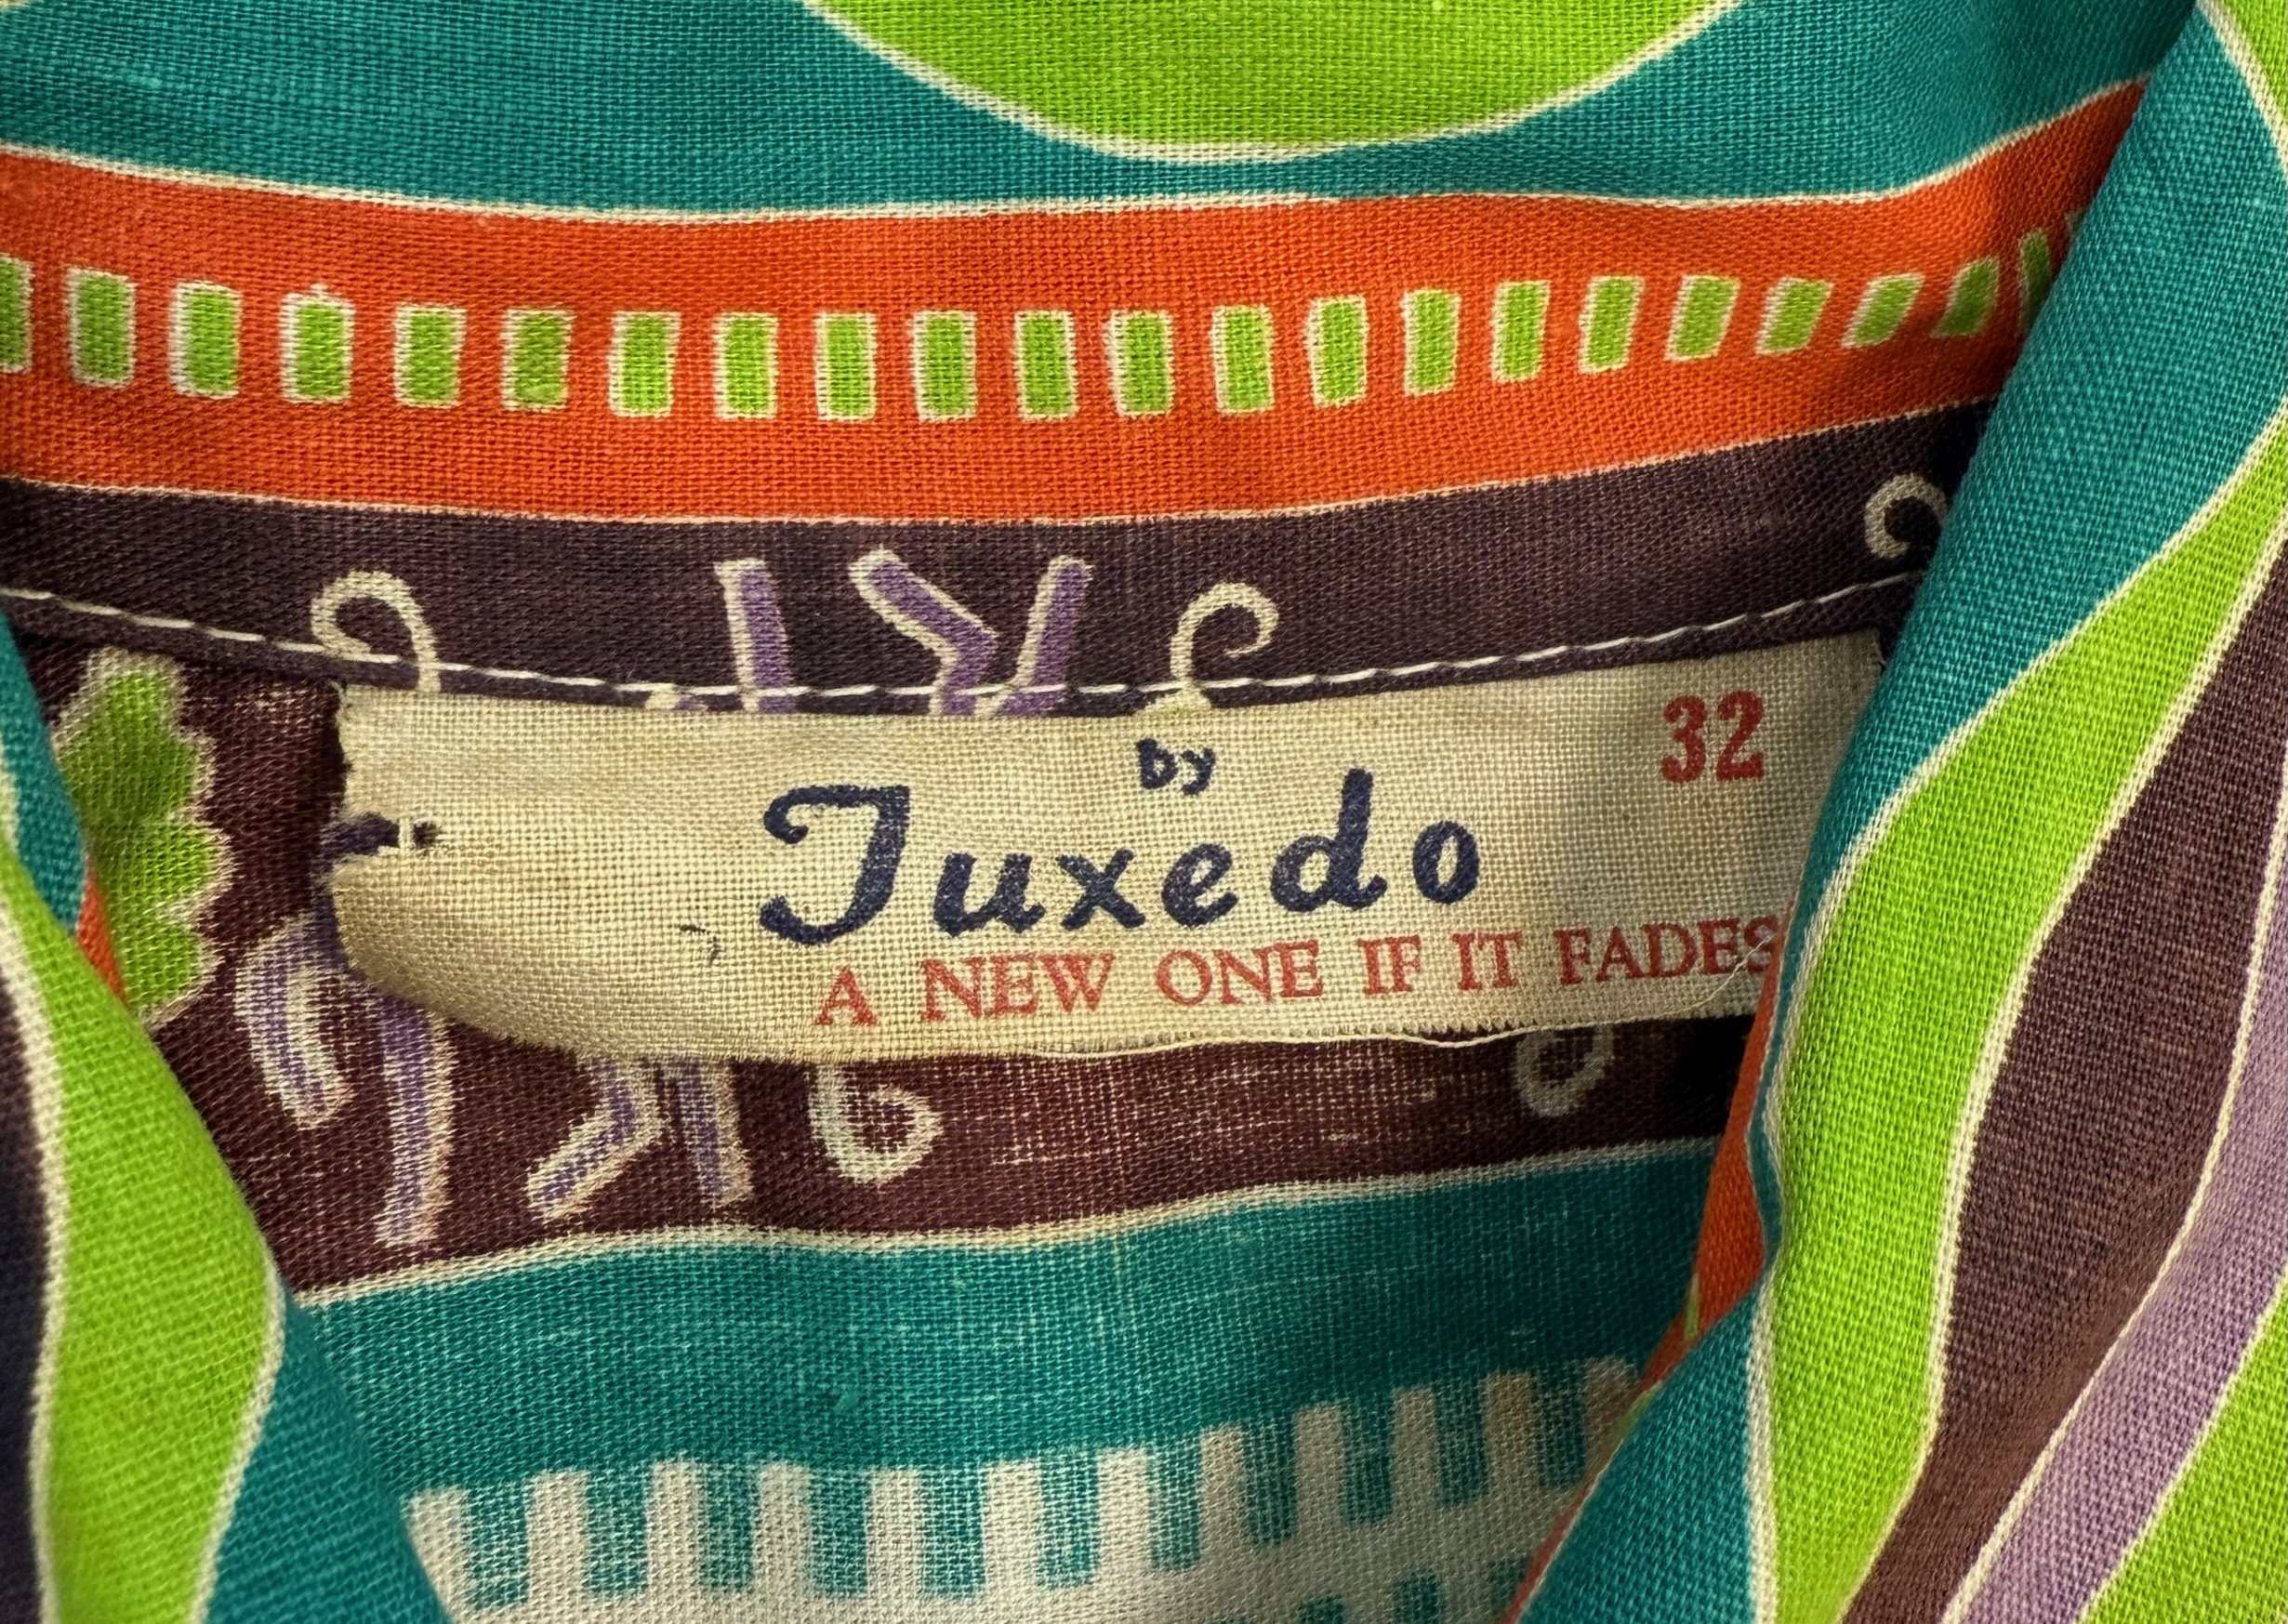 by
32
Tuxedo
A NEW ONE IF IT FADES